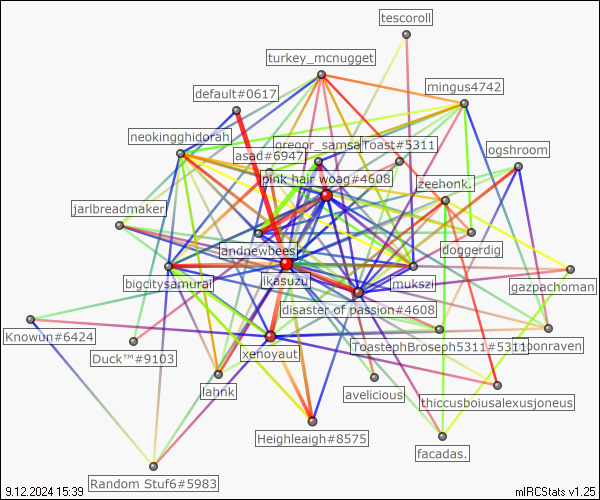 tescoroll
turkey_mcnugget
mingus4742
default#0617
neokingghidorah
gregor_samsa
Toast#5311
asad#6947
ogshroom
pink hair woag#4608
zeehonk.
jarlbreadmaker
andnewbees
doggerdig
bigcitysamurai
ikasuzu
mukszii
gazpachoman
disaster of passion#4608
Knowun#6424
xenoyaut
ToastephBroseph5311#5311
bonraven
Duck™#9103
lahnk
avelicious
thiccusboiusalexusjoneus
Heighleaigh#8575
facadas.
Random Stuf6#5983
9.12.2024 15:39
mIRCStats v1.25